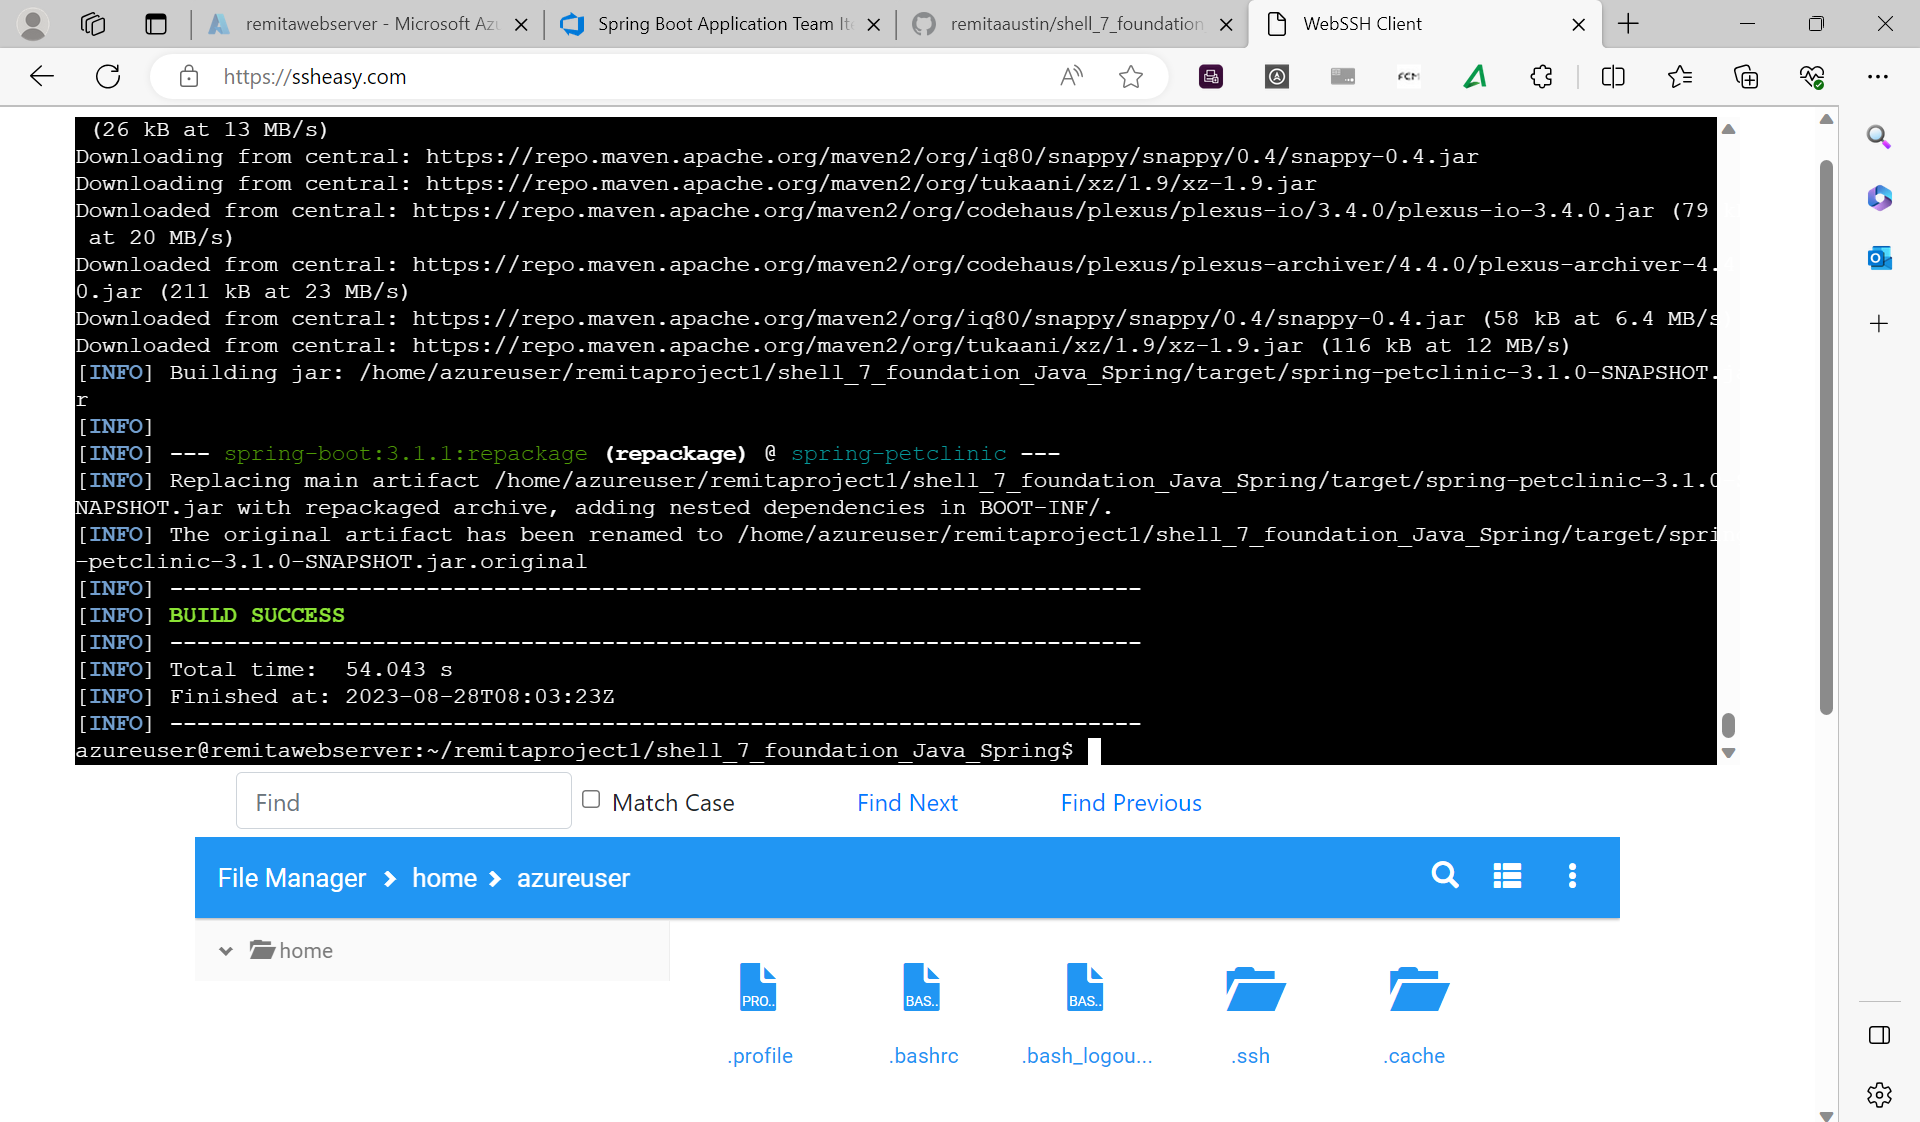 remitawebserver - Microsoft Azu
Spring Boot Application Team Ite
remitaaustin/shell_7_foundation
WebSSH Client
https://ssheasy.com
(26 kB at 13 MB/s)
Downloading from central: https://repo.maven.apache.org/maven2/org/iq80/snappy/snappy/0.4/snappy-0.4.jar
Downloading from central: https://repo.maven.apache.org/maven2/org/tukaani/xz/1.9/xz-1.9.jar
Downloaded from central: https://repo.maven.apache.org/maven2/org/codehaus/plexus/plexus-io/3.4.0/plexus-io-3.4.0.jar (79
at 20 MB/s)
Downloaded from central: https://repo.maven.apache.org/maven2/org/codehaus/plexus/plexus-archiver/4.4.0/plexus-archiver-4.
0.jar (211 kB at 23 MB/s)
Downloaded from central: https://repo.maven.apache.org/maven2/org/iq80/snappy/snappy/0.4/snappy-0.4.jar (58 kB at 6.4 MB/s
Downloaded from central: https://repo.maven.apache.org/maven2/org/tukaani/xz/1.9/xz-1.9.jar (116 kB at 12 MB/s)
[INFO] Building jar: /home/azureuser/remitaproject1/shell_7_foundation_Java_Spring/target/spring-petclinic-3.1.0-SNAPSHOT.
r
[INFO]
[INFO] --- spring-boot:3.1.1:repackage (repackage) @ spring-petclinic ---
[INFO] Replacing main artifact /home/azureuser/remitaproject1/shell_7_foundation_Java_Spring/target/spring-petclinic-3.1.0
NAPSHOT.jar with repackaged archive, adding nested dependencies in BOOT-INF/.
[INFO] The original artifact has been renamed to /home/azureuser/remitaproject1/shell_7_foundation_Java_Spring/target/spri
-petclinic-3.1.0-SNAPSHOT.jar.original
[INFO] ------------------------------------------------------------------------
[INFO] BUILD SUCCESS
[INFO] ------------------------------------------------------------------------
[INFO] Total time:  54.043 s
[INFO] Finished at: 2023-08-28T08:03:23Z
[INFO] ------------------------------------------------------------------------
azureuser@remitawebserver:~/remitaproject1/shell_7_foundation_Java_Spring$
Find
Match Case
Find Next
Find Previous
File Manager
home
azureuser
home
PRO..
BAS..
BAS..
.profile
.bashrc
.bash_logou...
.ssh
.cache